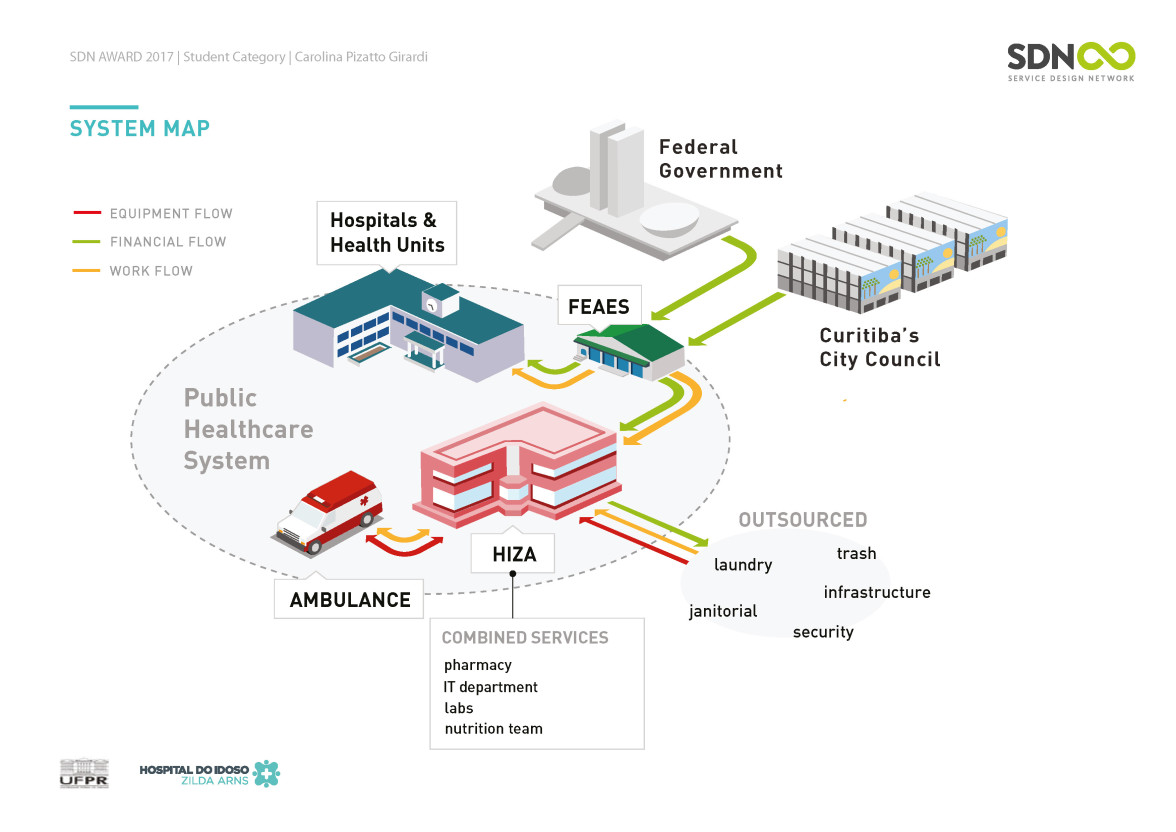 SDN AWARD 2017 | Student Category | Carolina Pizatto Girardi
SDN
SERVICE DESIGN NETWORK
SYSTEM MAP
EQUIPMENT FLOW
FINANCIAL FLOW
WORK FLOW
Federal
Government
Hospitals &
Health Units
FEAES
Curitiba's
City Council
Public
Healthcare
System
HIZA
AMBULANCE
OUTSOURCED
trash
laundry
infrastructure
janitorial
security
COMBINED SERVICES
pharmacy
IT department
labs
nutrition team
UFPR
HOSPITAL DO IDOSO
ZILDA ARNS